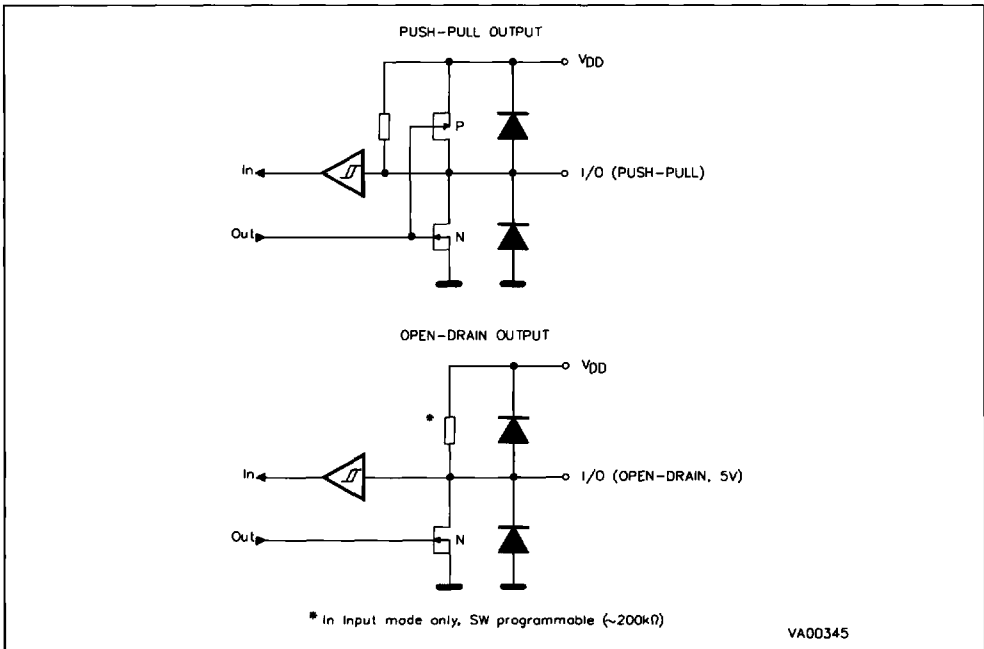 PUSH-PULL OUTPUT
VDD
P
In
I/O (PUSH-PULL)
Out
N
OPEN-DRAIN OUTPUT
VDD
*
In
I/O (OPEN-DRAIN, 5V)
Out
N
* In Input mode only, SW programmable (~200kΩ)
VA00345